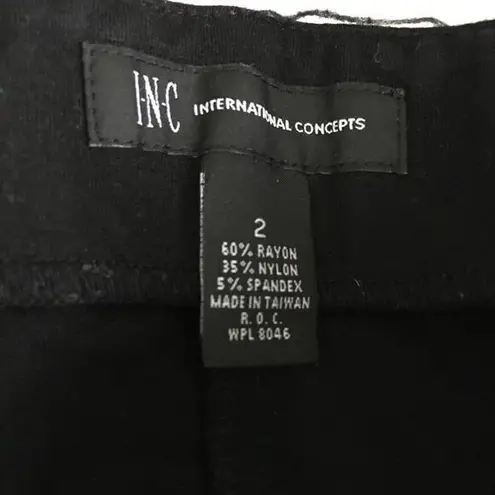 I·N·C INTERNATIONAL CONCEPTS
2
60% RAYON
35% NYLON
5% SPANDEX
MADE IN TAIWAN
R. O. C.
WPL 8046